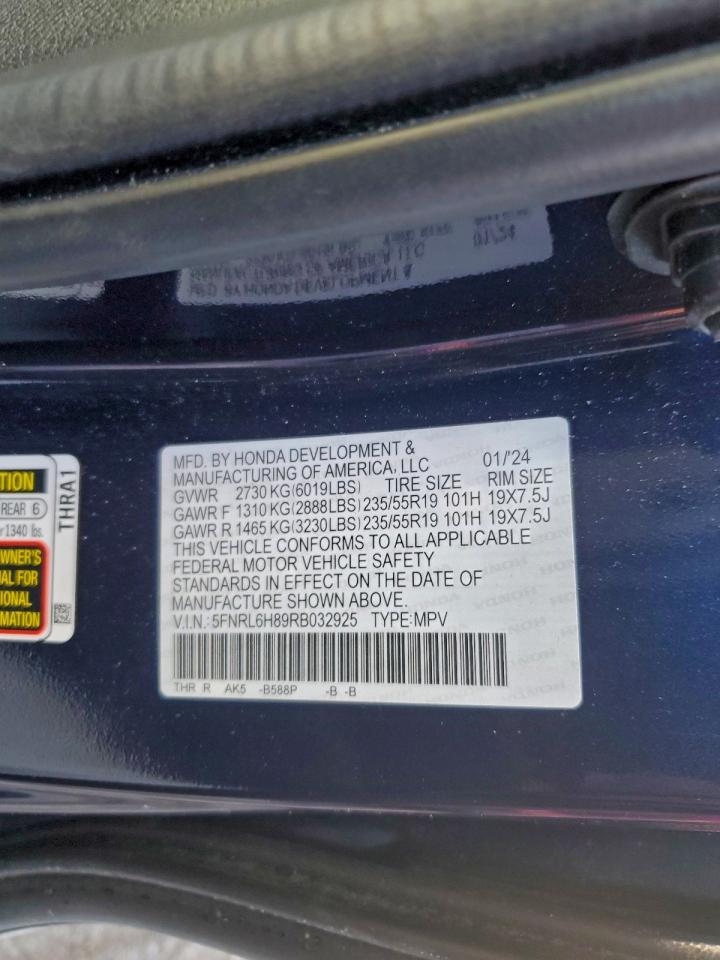 MFD. BY HONDA DEVELOPMENT &
MANUFACTURING OF AMERICA, LLC 01/'24
GVWR 2730 KG(6019LBS) TIRE SIZE RIM SIZE
GAWR F 1310 KG(2888LBS) 235/55R19 101H 19X7.5J
GAWR R 1465 KG(3230LBS) 235/55R19 101H 19X7.5J
THIS VEHICLE CONFORMS TO ALL APPLICABLE
FEDERAL MOTOR VEHICLE SAFETY
STANDARDS IN EFFECT ON THE DATE OF
MANUFACTURE SHOWN ABOVE.
V.I.N.: 5FNRL6H89RB032925 TYPE:MPV
THR R AK5 -B588P -B -B
REAR 6
1340 lbs.
THRA1